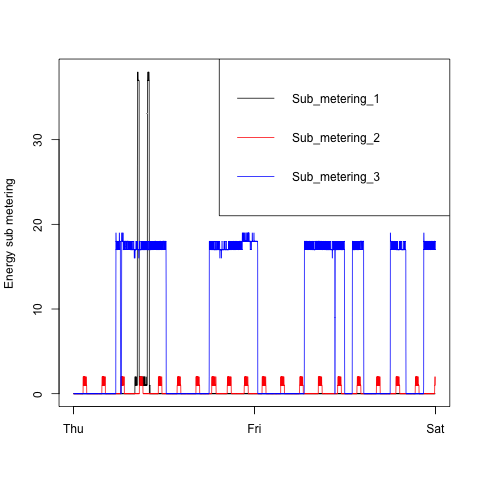 Sub_metering_1
Sub_metering_2
Sub_metering_3
Energy sub metering
30
20
10
0
Thu Fri Sat